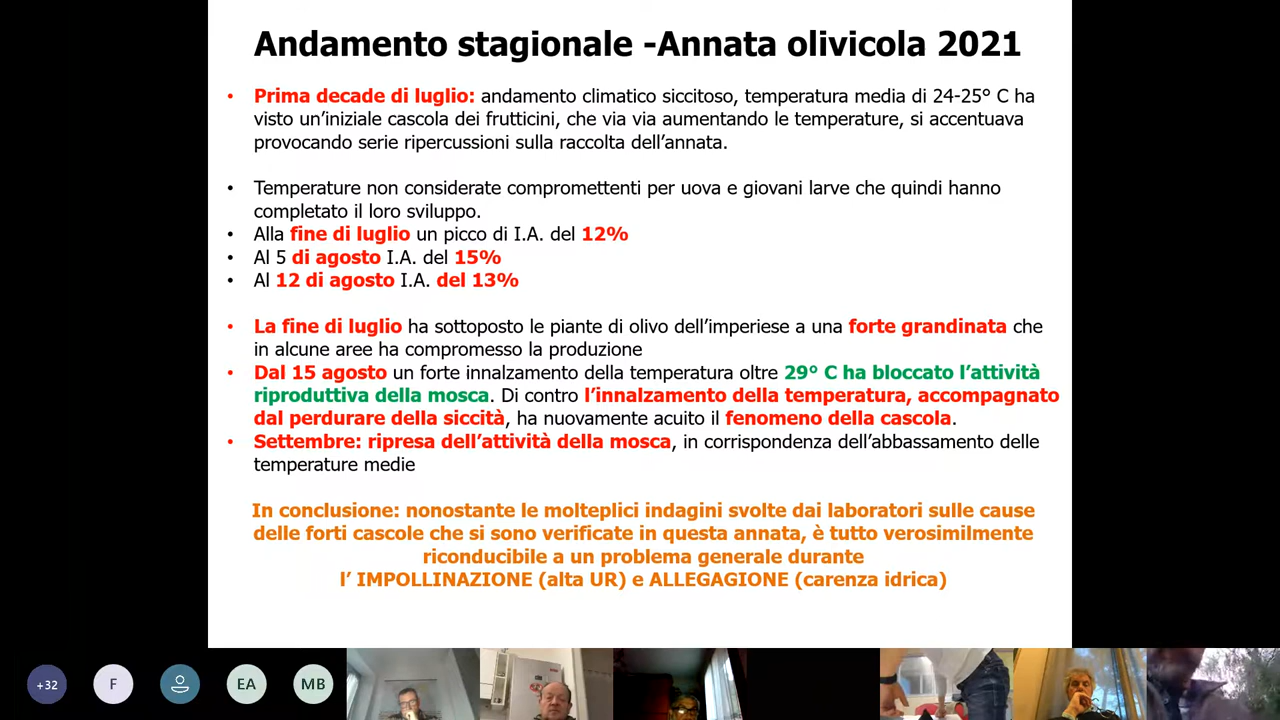 Andamento stagionale -Annata olivicola 2021
• Prima decade di luglio: andamento climatico siccitoso, temperatura media di 24-25° C ha
visto un’iniziale cascola dei frutticini, che via via aumentando le temperature, si accentuava
provocando serie ripercussioni sulla raccolta dell’annata.
• Temperature non considerate compromettenti per uova e giovani larve che quindi hanno
completato il loro sviluppo.
• Alla fine di luglio un picco di I.A. del 12%
• Al 5 di agosto I.A. del 15%
• Al 12 di agosto I.A. del 13%
• La fine di luglio ha sottoposto le piante di olivo dell’imperiese a una forte grandinata che
in alcune aree ha compromesso la produzione
• Dal 15 agosto un forte innalzamento della temperatura oltre 29° C ha bloccato l’attività
riproduttiva della mosca. Di contro l’innalzamento della temperatura, accompagnato
dal perdurare della siccità, ha nuovamente acuito il fenomeno della cascola.
• Settembre: ripresa dell’attività della mosca, in corrispondenza dell’abbassamento delle
temperature medie
In conclusione: nonostante le molteplici indagini svolte dai laboratori sulle cause
delle forti cascole che si sono verificate in questa annata, è tutto verosimilmente
riconducibile a un problema generale durante
l’ IMPOLLINAZIONE (alta UR) e ALLEGAGIONE (carenza idrica)
+32 F EA MB